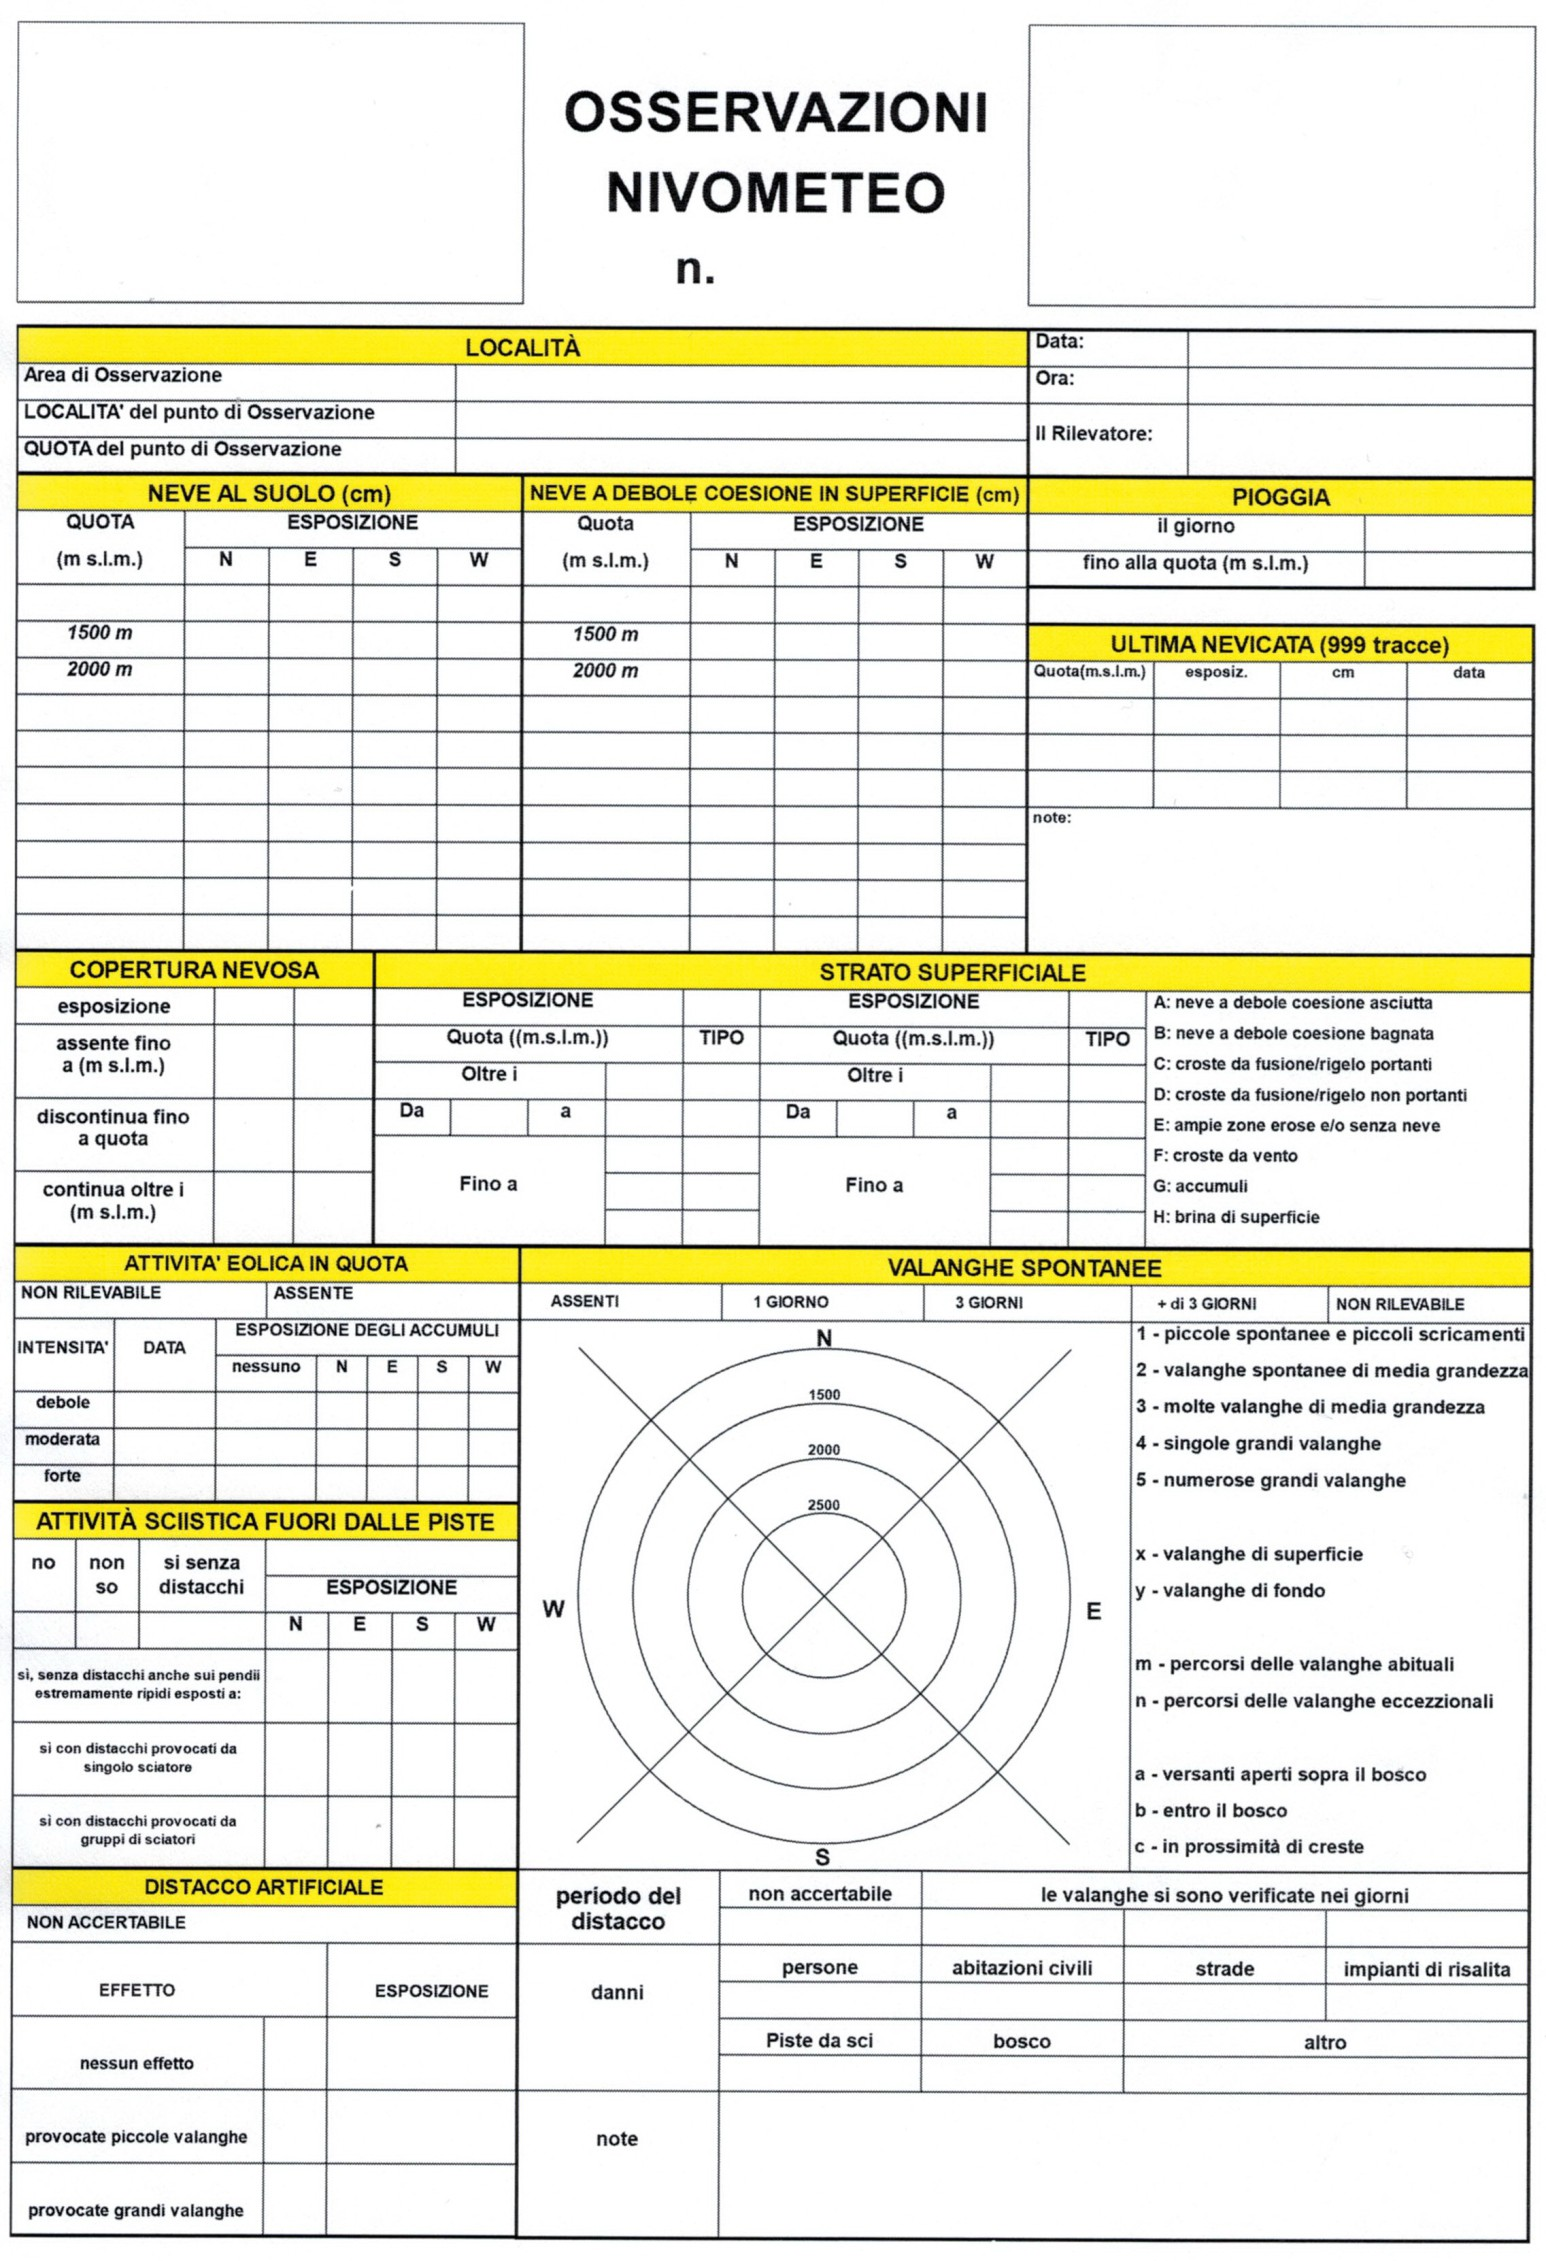 OSSERVAZIONI
NIVOMETEO
n.
LOCALITÀ
Area di Osservazione
LOCALITA' del punto di Osservazione
QUOTA del punto di Osservazione
Data:
Ora:
Il Rilevatore:
NEVE AL SUOLO (cm)
QUOTA ESPOSIZIONE
(m s.l.m.) N E S W
1500 m
2000 m
NEVE A DEBOLE COESIONE IN SUPERFICIE (cm)
Quota ESPOSIZIONE
(m s.l.m.) N E S W
1500 m
2000 m
PIOGGIA
il giorno
fino alla quota (m s.l.m.)
ULTIMA NEVICATA (999 tracce)
Quota(m.s.l.m.) esposiz. cm data
note:
COPERTURA NEVOSA
esposizione
assente fino
a (m s.l.m.)
discontinua fino
a quota
continua oltre i
(m s.l.m.)
STRATO SUPERFICIALE
ESPOSIZIONE ESPOSIZIONE
Quota ((m.s.l.m.)) TIPO Quota ((m.s.l.m.)) TIPO
Oltre i Oltre i
Da a Da a
Fino a Fino a
A: neve a debole coesione asciutta
B: neve a debole coesione bagnata
C: croste da fusione/rigelo portanti
D: croste da fusione/rigelo non portanti
E: ampie zone erose e/o senza neve
F: croste da vento
G: accumuli
H: brina di superficie
ATTIVITA' EOLICA IN QUOTA
NON RILEVABILE ASSENTE
INTENSITA' DATA ESPOSIZIONE DEGLI ACCUMULI
nessuno N E S W
debole
moderata
forte
ATTIVITÀ SCIISTICA FUORI DALLE PISTE
no non
so si senza
distacchi ESPOSIZIONE
N E S W
sì, senza distacchi anche sui pendii
estremamente ripidi esposti a:
sì con distacchi provocati da
singolo sciatore
sì con distacchi provocati da
gruppi di sciatori
DISTACCO ARTIFICIALE
NON ACCERTABILE
EFFETTO ESPOSIZIONE
nessun effetto
provocate piccole valanghe
provocate grandi valanghe
VALANGHE SPONTANEE
ASSENTI 1 GIORNO 3 GIORNI + di 3 GIORNI NON RILEVABILE
N
1500
2000
2500
W E
S
1 - piccole spontanee e piccoli scricamenti
2 - valanghe spontanee di media grandezza
3 - molte valanghe di media grandezza
4 - singole grandi valanghe
5 - numerose grandi valanghe
x - valanghe di superficie
y - valanghe di fondo
m - percorsi delle valanghe abituali
n - percorsi delle valanghe eccezzionali
a - versanti aperti sopra il bosco
b - entro il bosco
c - in prossimità di creste
periodo del
distacco
non accertabile le valanghe si sono verificate nei giorni
danni
persone abitazioni civili strade impianti di risalita
Piste da sci bosco altro
note